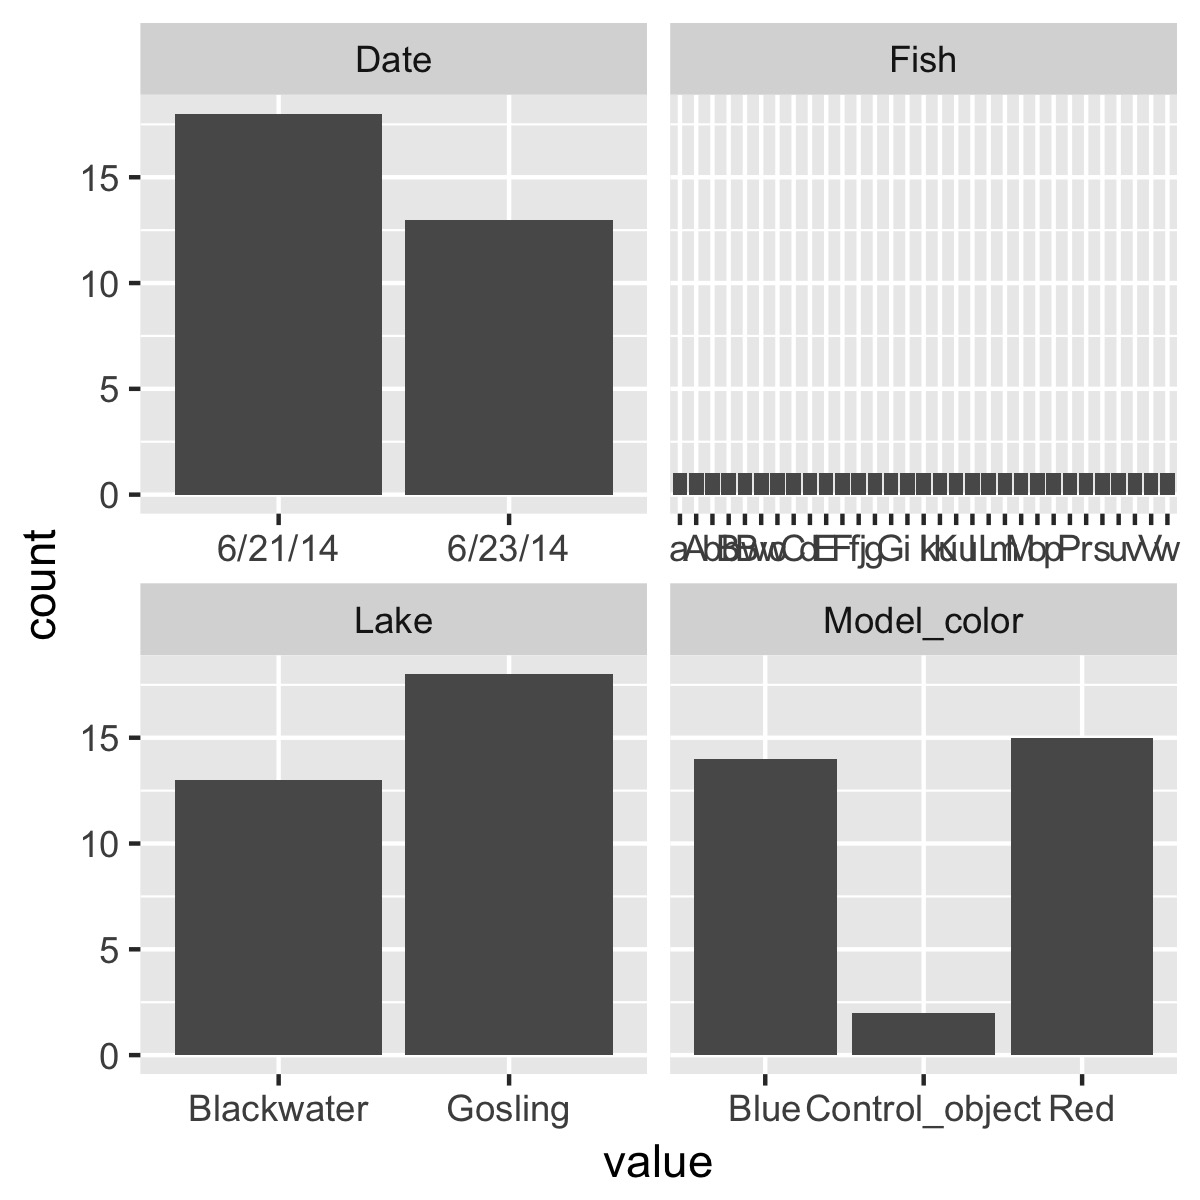 Date
Fish
15
10
5
0
6/21/14
6/23/14
count
Lake
Model_color
15
10
5
0
Blackwater
Gosling
Blue
Control_object
Red
value